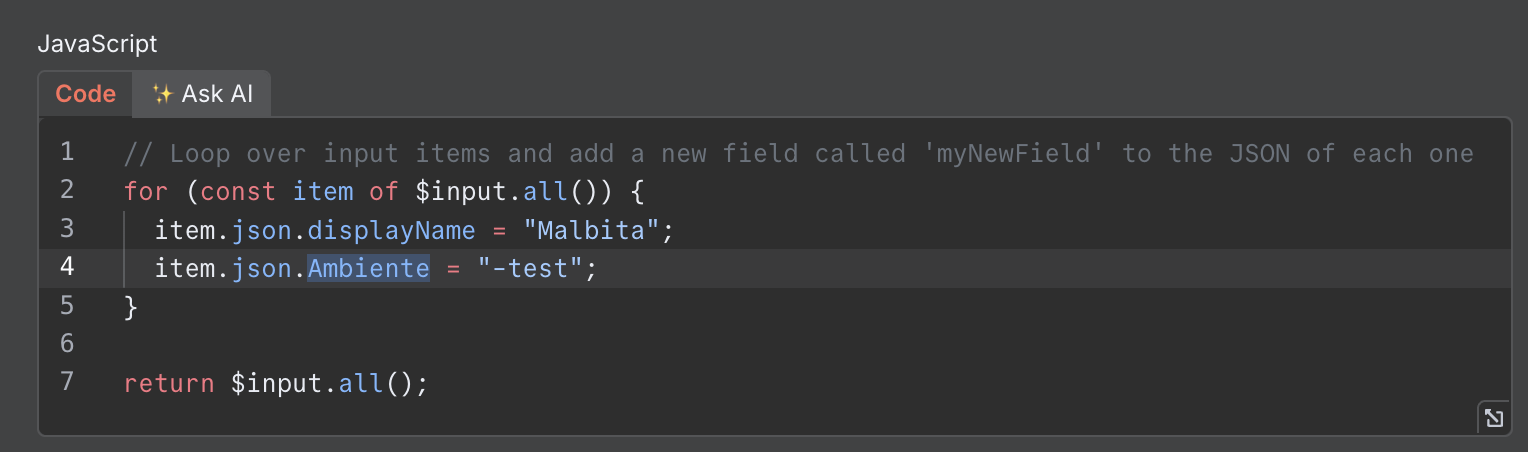 JavaScript
Code ✨ Ask AI
1 // Loop over input items and add a new field called 'myNewField' to the JSON of each one
2 for (const item of $input.all()) {
3 item.json.displayName = "Malbita";
4 item.json.Ambiente = "-test";
5 }
6
7 return $input.all();